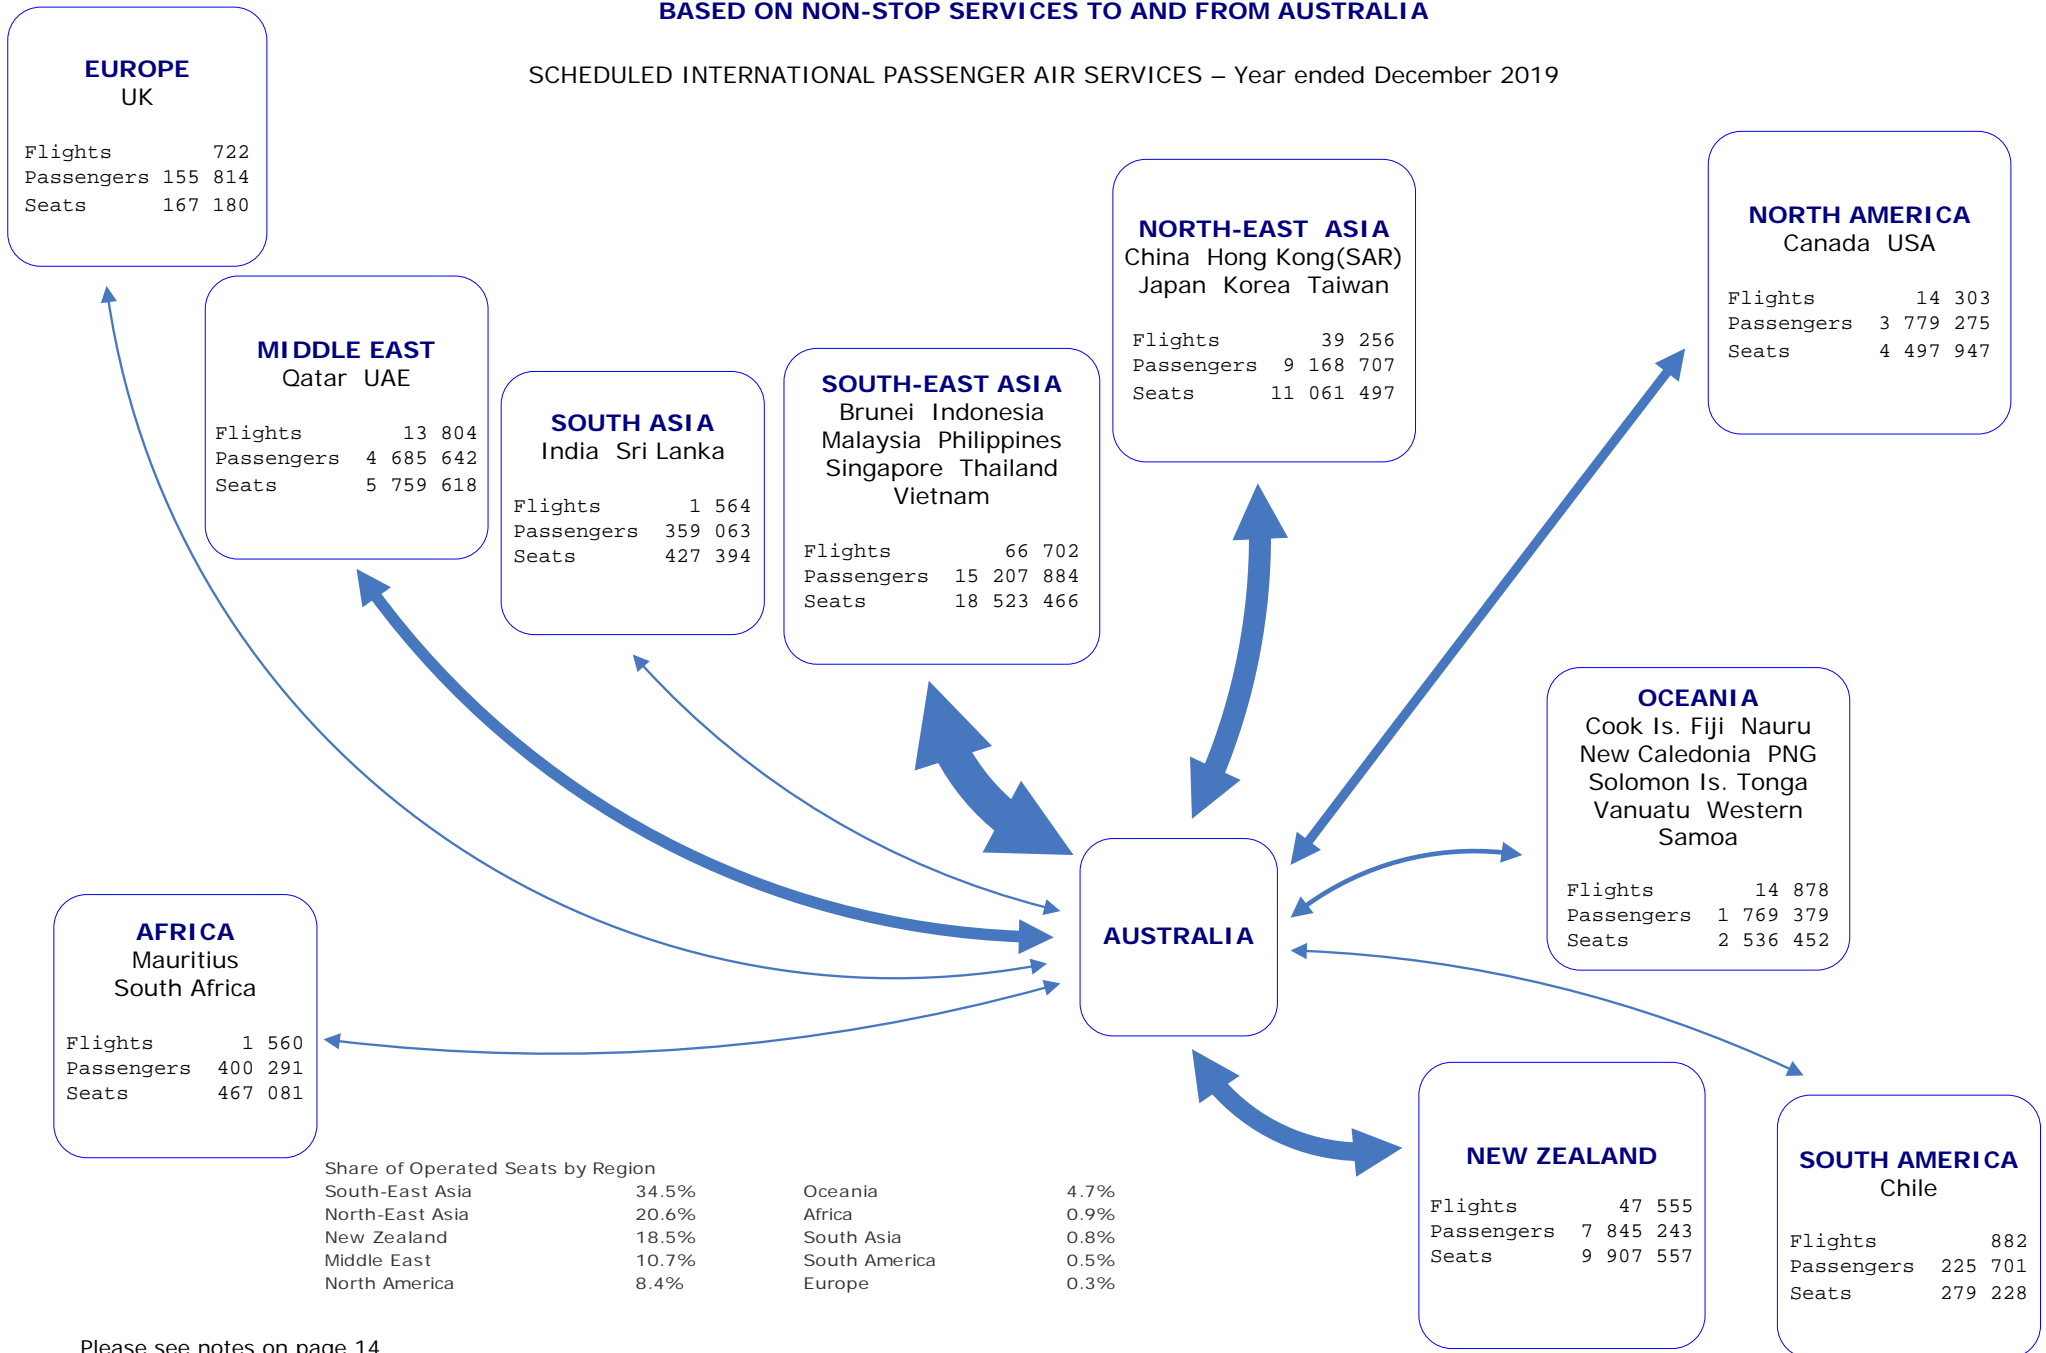 BASED ON NON-STOP SERVICES TO AND FROM AUSTRALIA
SCHEDULED INTERNATIONAL PASSENGER AIR SERVICES – Year ended December 2019
EUROPE
UK
Flights 722
Passengers 155 814
Seats 167 180
MIDDLE EAST
Qatar UAE
Flights 13 804
Passengers 4 685 642
Seats 5 759 618
SOUTH ASIA
India Sri Lanka
Flights 1 564
Passengers 359 063
Seats 427 394
SOUTH-EAST ASIA
Brunei Indonesia
Malaysia Philippines
Singapore Thailand
Vietnam
Flights 66 702
Passengers 15 207 884
Seats 18 523 466
NORTH-EAST ASIA
China Hong Kong(SAR)
Japan Korea Taiwan
Flights 39 256
Passengers 9 168 707
Seats 11 061 497
NORTH AMERICA
Canada USA
Flights 14 303
Passengers 3 779 275
Seats 4 497 947
OCEANIA
Cook Is. Fiji Nauru
New Caledonia PNG
Solomon Is. Tonga
Vanuatu Western
Samoa
Flights 14 878
Passengers 1 769 379
Seats 2 536 452
AUSTRALIA
AFRICA
Mauritius
South Africa
Flights 1 560
Passengers 400 291
Seats 467 081
NEW ZEALAND
Flights 47 555
Passengers 7 845 243
Seats 9 907 557
SOUTH AMERICA
Chile
Flights 882
Passengers 225 701
Seats 279 228
Share of Operated Seats by Region
South-East Asia 34.5% Oceania 4.7%
North-East Asia 20.6% Africa 0.9%
New Zealand 18.5% South Asia 0.8%
Middle East 10.7% South America 0.5%
North America 8.4% Europe 0.3%
Please see notes on page 14